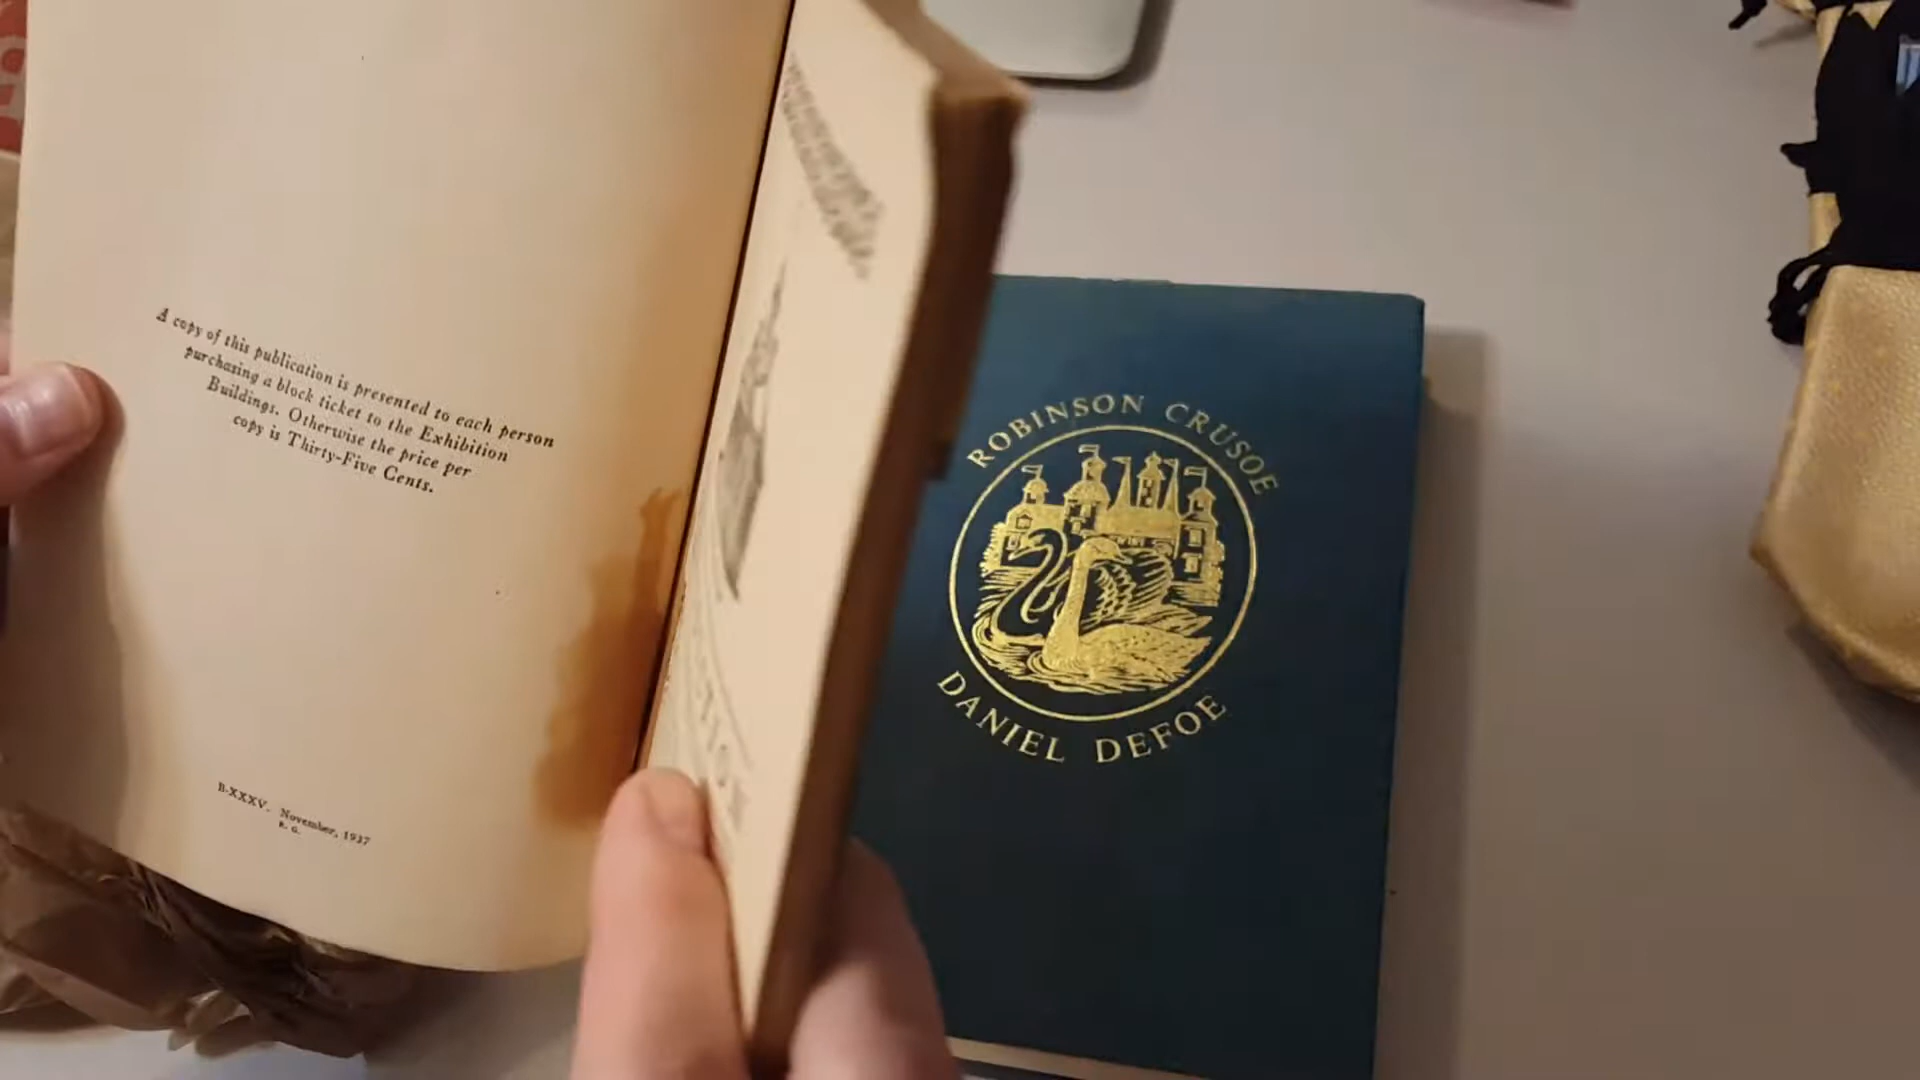 A copy of this publication is presented to each person
purchasing a block ticket to the Exhibition
Buildings. Otherwise the price per
copy is Thirty-Five Cents.
B-XXXV. November, 1937
R. G.
ROBINSON CRUSOE
DANIEL DEFOE